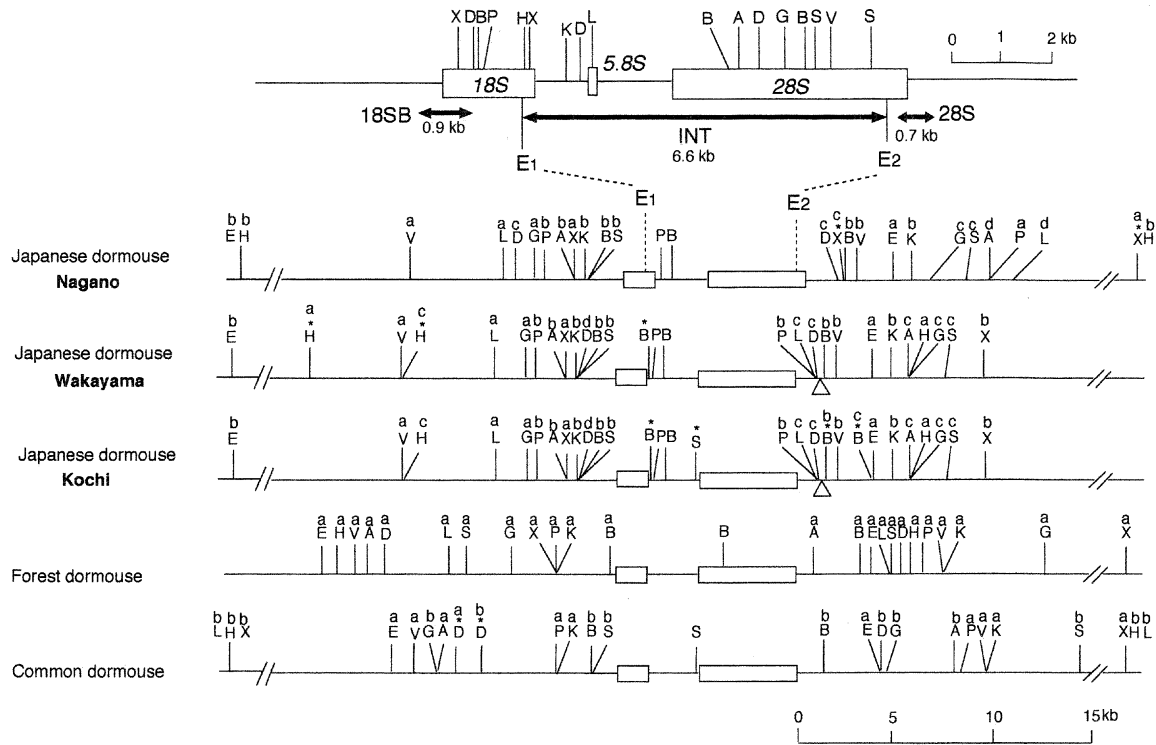 X D B P H X K D L B A D G B S V S
0 1 2 kb
18S 5.8S 28S
18SB 0.9 kb INT 6.6 kb 0.7 kb 28S
E1 E2
E1 E2
b b a a c a b b a b b b c c * b b a b c c d a d a * b
E H V L D G P A X K B S P B D X B V E K G S A P L X H
Japanese dormouse
Nagano
b a * a c * a a b b a b d b b * b c c b b a b c a c c b
E H V H L G P A X K D B S B P B P L D B V E K A H G S X
Japanese dormouse
Wakayama
b a c a a b b a b d b b * * b c c b * b c * a b c a c c b
E V H L G P A X K D B S B P B S P L D B V B E K A H G S X
Japanese dormouse
Kochi
a a a a a a a a a a a a a a a a a a a a a a a a a
E H V A D L S G X P K B B A B E L S D H P V K G X
Forest dormouse
b b b a a b a a * b * a a b b b a b b b a a a b a b b
L H X E V G A D D P K B S S B E D G A P V K S X H L
Common dormouse
0 5 10 15kb